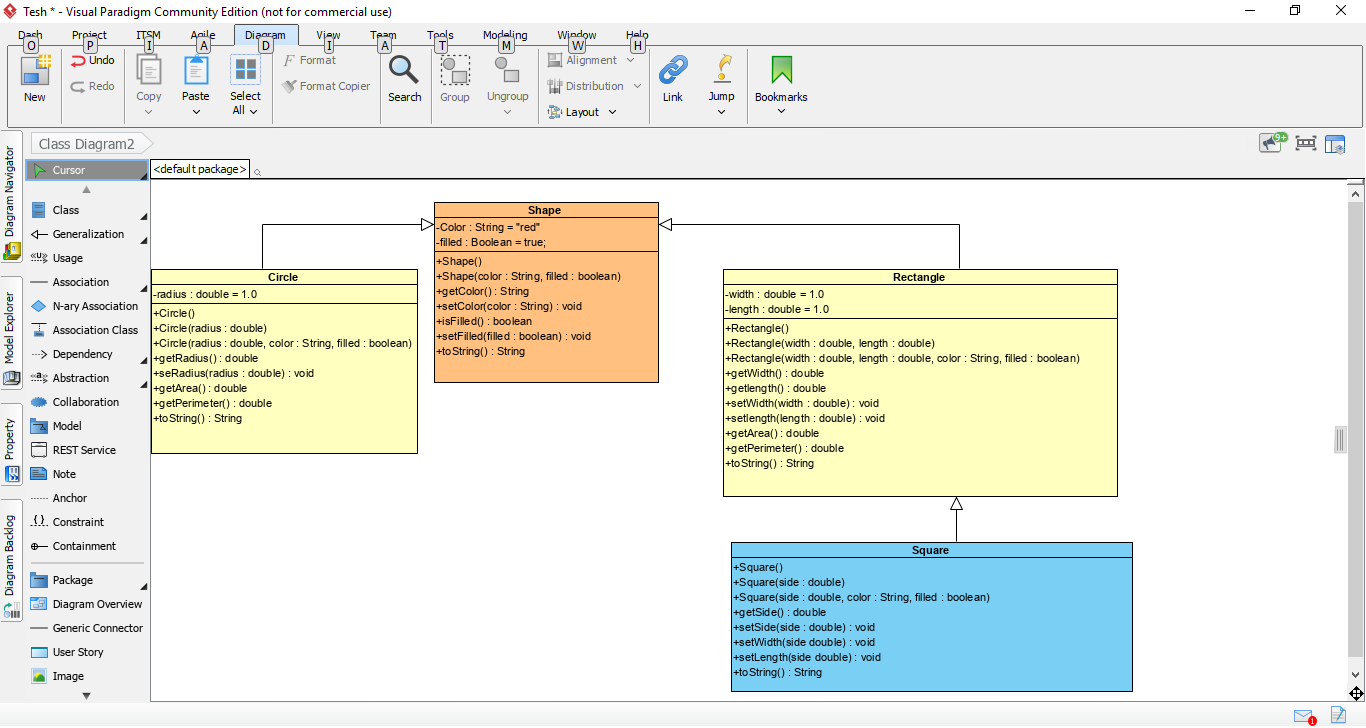 Tesh * - Visual Paradigm Community Edition (not for commercial use)
Dash Project ITSM Agile Diagram View Team Tools Modeling Window Help
O P I A D I A T M W H
New
Undo
Redo
Copy
Paste
Select
All
Format
Format Copier
Search
Group
Ungroup
Alignment
Distribution
Layout
Link
Jump
Bookmarks
Class Diagram2
9+
Diagram Navigator
Model Explorer
Property
Diagram Backlog
Cursor
Class
Generalization
Usage
Association
N-ary Association
Association Class
Dependency
Abstraction
Collaboration
Model
REST Service
Note
Anchor
Constraint
Containment
Package
Diagram Overview
Generic Connector
User Story
Image
<default package>
Shape
-Color : String = "red"
-filled : Boolean = true;
+Shape()
+Shape(color : String, filled : boolean)
+getColor() : String
+setColor(color : String) : void
+isFilled() : boolean
+setFilled(filled : boolean) : void
+toString() : String
Circle
-radius : double = 1.0
+Circle()
+Circle(radius : double)
+Circle(radius : double, color : String, filled : boolean)
+getRadius() : double
+seRadius(radius : double) : void
+getArea() : double
+getPerimeter() : double
+toString() : String
Rectangle
-width : double = 1.0
-length : double = 1.0
+Rectangle()
+Rectangle(width : double, length : double)
+Rectangle(width : double, length : double, color : String, filled : boolean)
+getWidth() : double
+getlength() : double
+setWidth(width : double) : void
+setlength(length : double) : void
+getArea() : double
+getPerimeter() : double
+toString() : String
Square
+Square()
+Square(side : double)
+Square(side : double, color : String, filled : boolean)
+getSide() : double
+setSide(side : double) : void
+setWidth(side double) : void
+setLength(side double) : void
+toString() : String
1